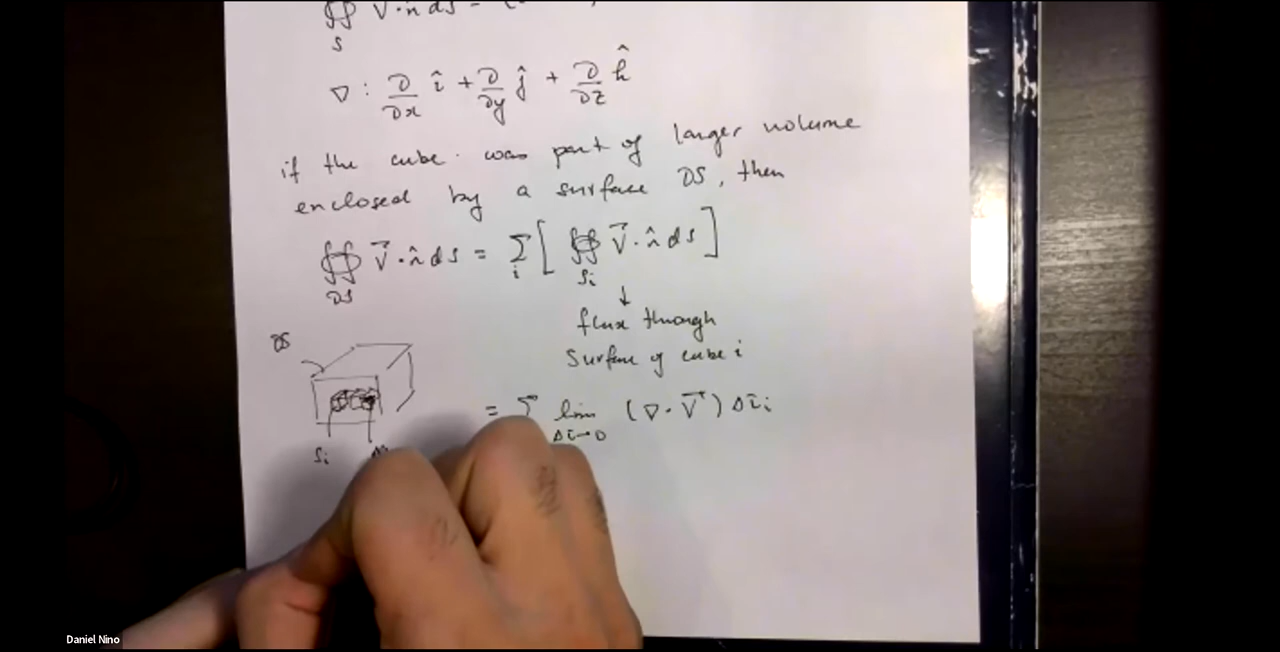 ∯ V · n̂ ds = (
S
∇ : ∂/∂x î + ∂/∂y ĵ + ∂/∂z k̂
if the cube was part of larger volume
enclosed by a surface ∂S, then
∯ V⃗ · n̂ ds = Σ [ ∯ V⃗ · n̂ ds ]
∂S i Si
↓
flux through
Surface of cube i
∂S
= Σ lim (∇ · V⃗) Δτi
Δτ→0
Si
Daniel Nino